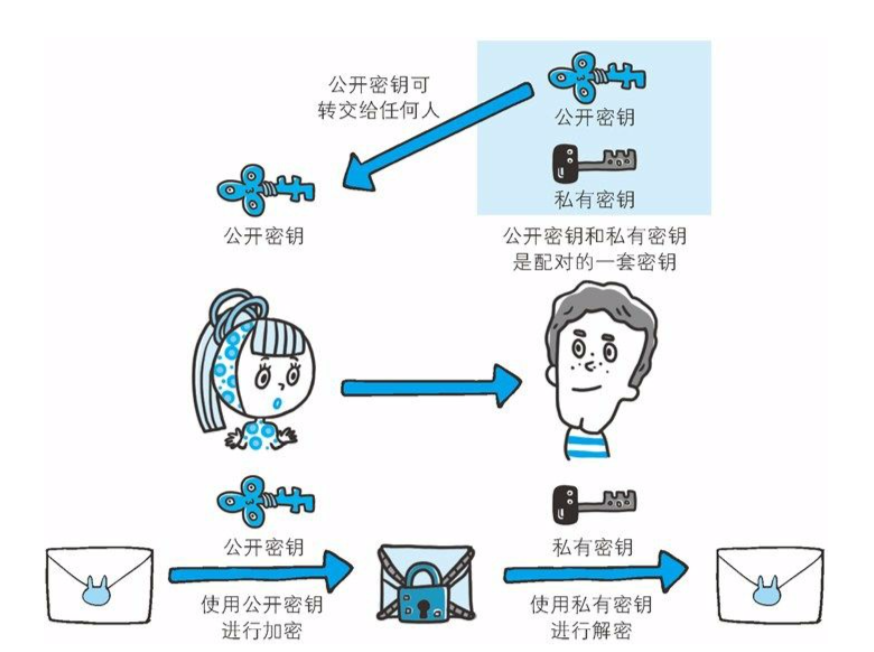 公开密钥可
转交给任何人
公开密钥
私有密钥
公开密钥
公开密钥和私有密钥
是配对的一套密钥
公开密钥
私有密钥
使用公开密钥
进行加密
使用私有密钥
进行解密